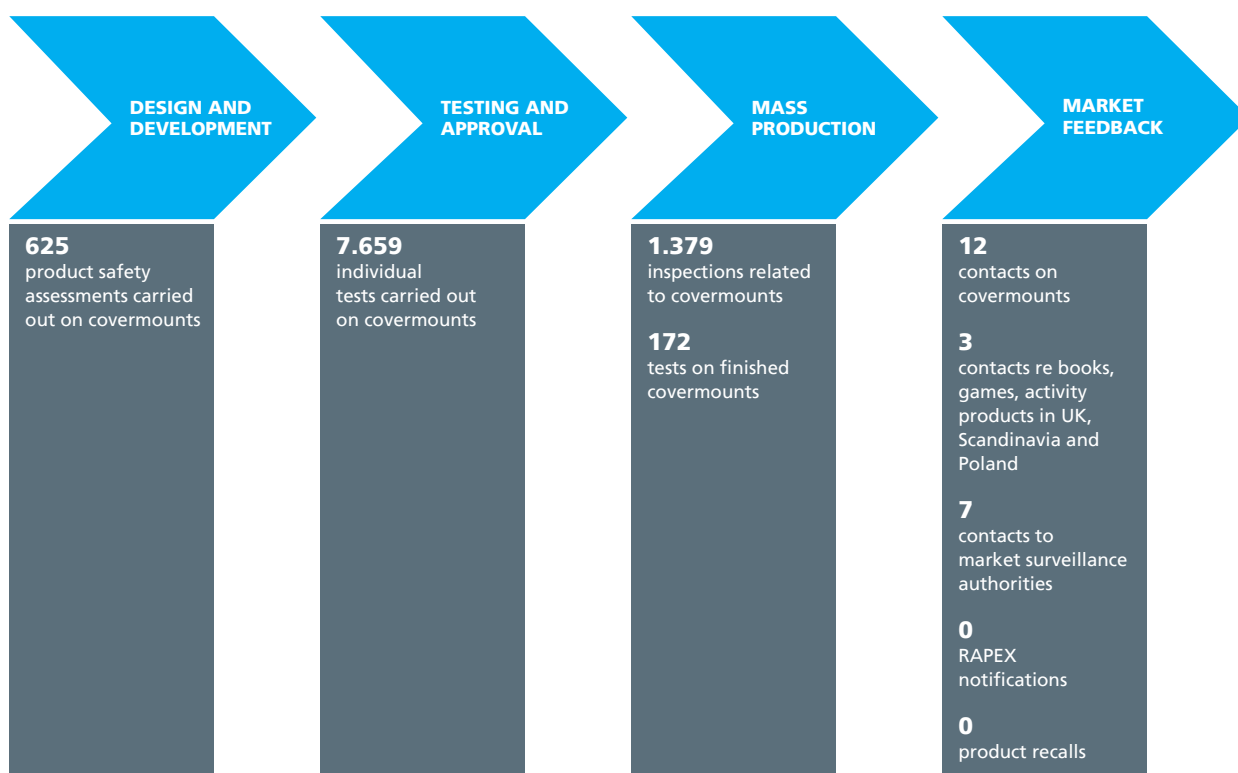 DESIGN AND
DEVELOPMENT
625
product safety
assessments carried
out on covermounts
TESTING AND
APPROVAL
7.659
individual
tests carried out
on covermounts
MASS
PRODUCTION
1.379
inspections related
to covermounts
172
tests on finished
covermounts
MARKET
FEEDBACK
12
contacts on
covermounts
3
contacts re books,
games, activity
products in UK,
Scandinavia and
Poland
7
contacts to
market surveillance
authorities
0
RAPEX
notifications
0
product recalls